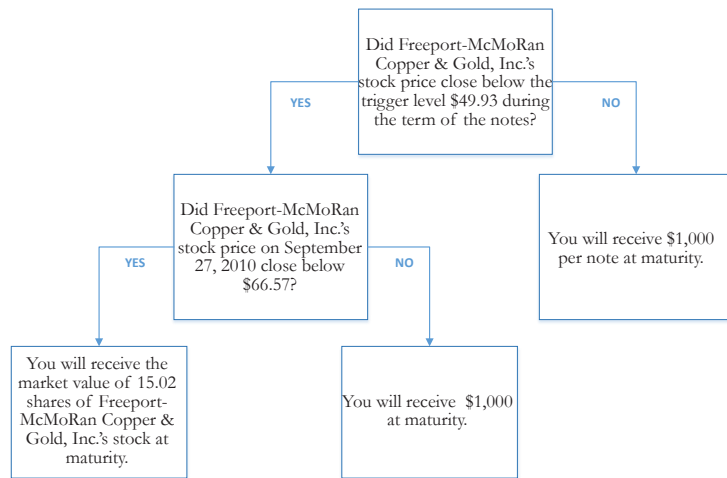 Did Freeport-McMoRan
Copper & Gold, Inc.'s
stock price close below the
trigger level $49.93 during
the term of the notes?
YES
NO
Did Freeport-McMoRan
Copper & Gold, Inc.'s
stock price on September
27, 2010 close below
$66.57?
You will receive $1,000
per note at maturity.
YES
NO
You will receive the
market value of 15.02
shares of Freeport-
McMoRan Copper &
Gold, Inc.'s stock at
maturity.
You will receive $1,000
at maturity.